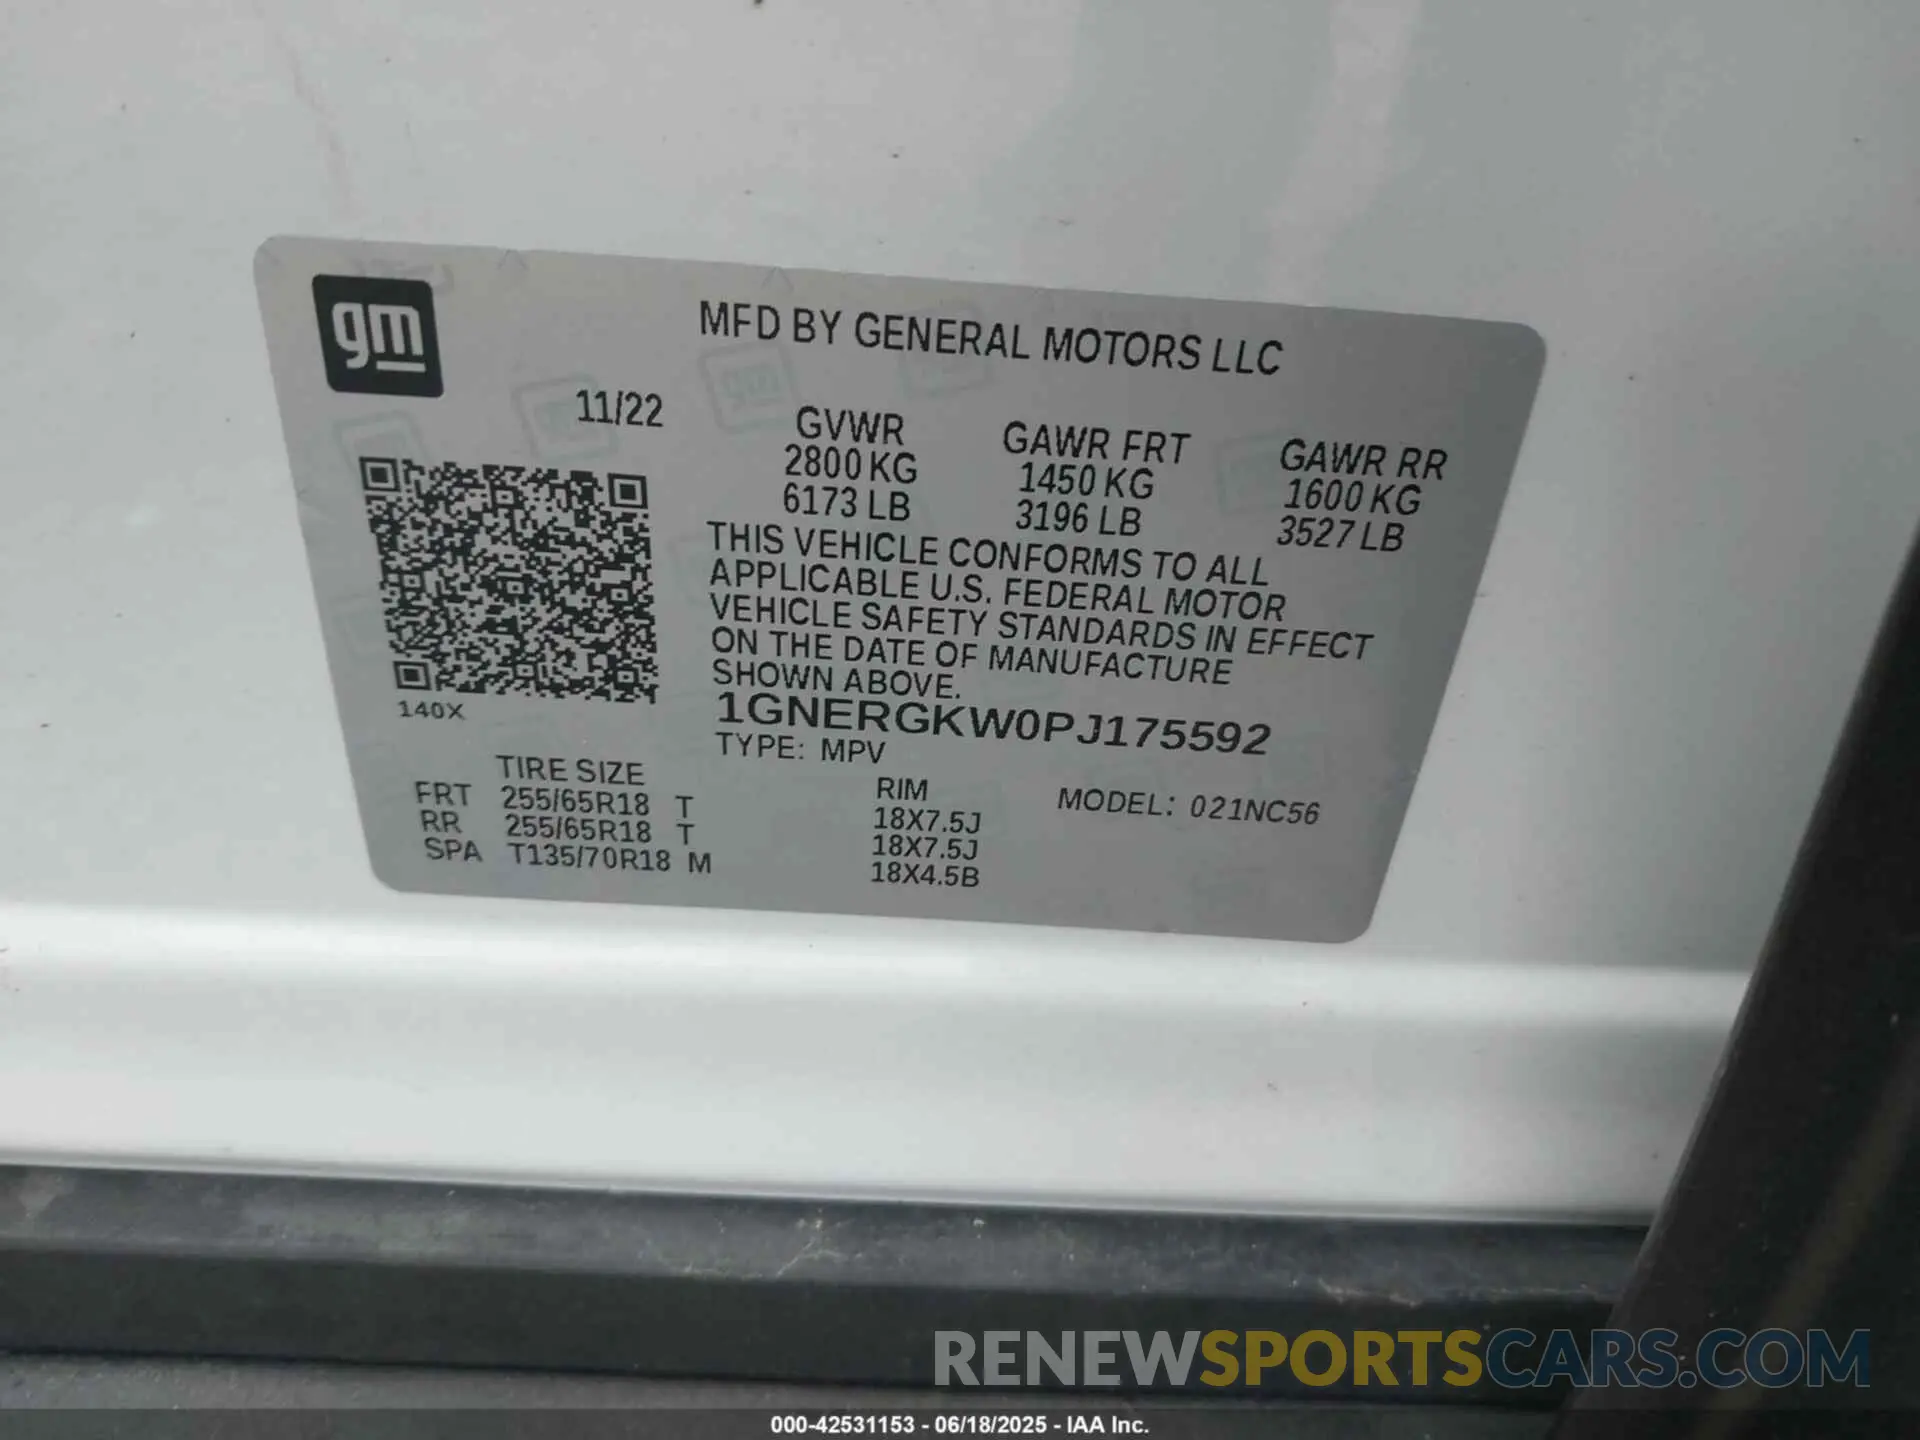 gm
MFD BY GENERAL MOTORS LLC
11/22
GVWR GAWR FRT GAWR RR
2800 KG 1450 KG 1600 KG
6173 LB 3196 LB 3527 LB
THIS VEHICLE CONFORMS TO ALL
APPLICABLE U.S. FEDERAL MOTOR
VEHICLE SAFETY STANDARDS IN EFFECT
ON THE DATE OF MANUFACTURE
SHOWN ABOVE.
140X
1GNERGKW0PJ175592
TYPE: MPV
TIRE SIZE RIM MODEL: 021NC56
FRT 255/65R18 T 18X7.5J
RR 255/65R18 T 18X7.5J
SPA T135/70R18 M 18X4.5B
RENEWSPORTSCARS.COM
000-42531153 - 06/18/2025 - IAA Inc.